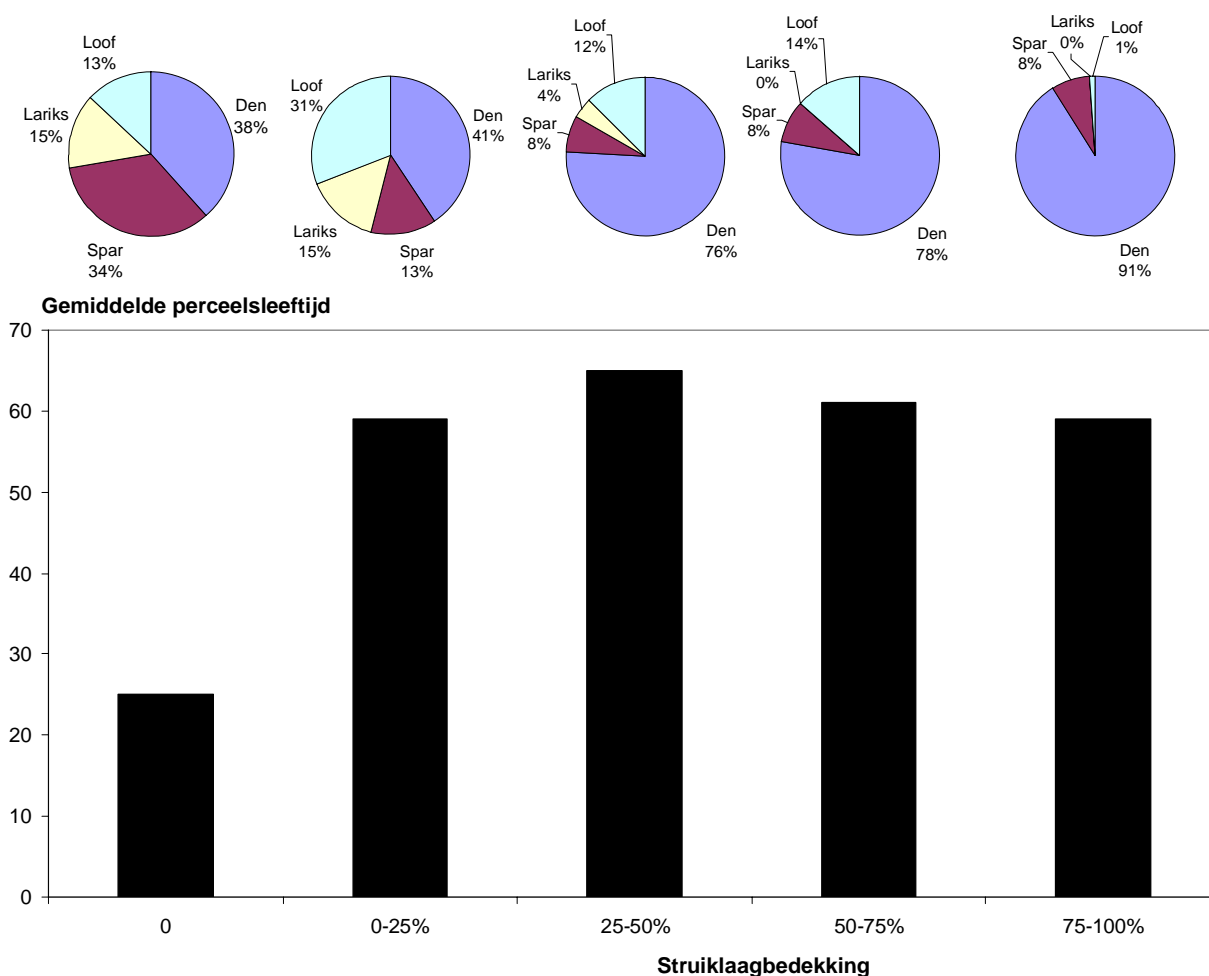 Loof
13%
Den
38%
Lariks
15%
Spar
34%
Loof
31%
Den
41%
Lariks
15%
Spar
13%
Loof
12%
Lariks
4%
Spar
8%
Den
76%
Loof
14%
Lariks
0%
Spar
8%
Den
78%
Lariks
0%
Loof
1%
Spar
8%
Den
91%
Gemiddelde perceelsleeftijd
70
60
50
40
30
20
10
0
0 0-25% 25-50% 50-75% 75-100%
Struiklaagbedekking